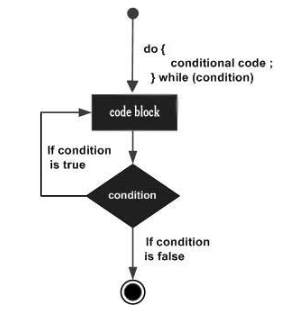 do {
conditional code ;
} while (condition)
code block
If condition
is true
condition
If condition
is false